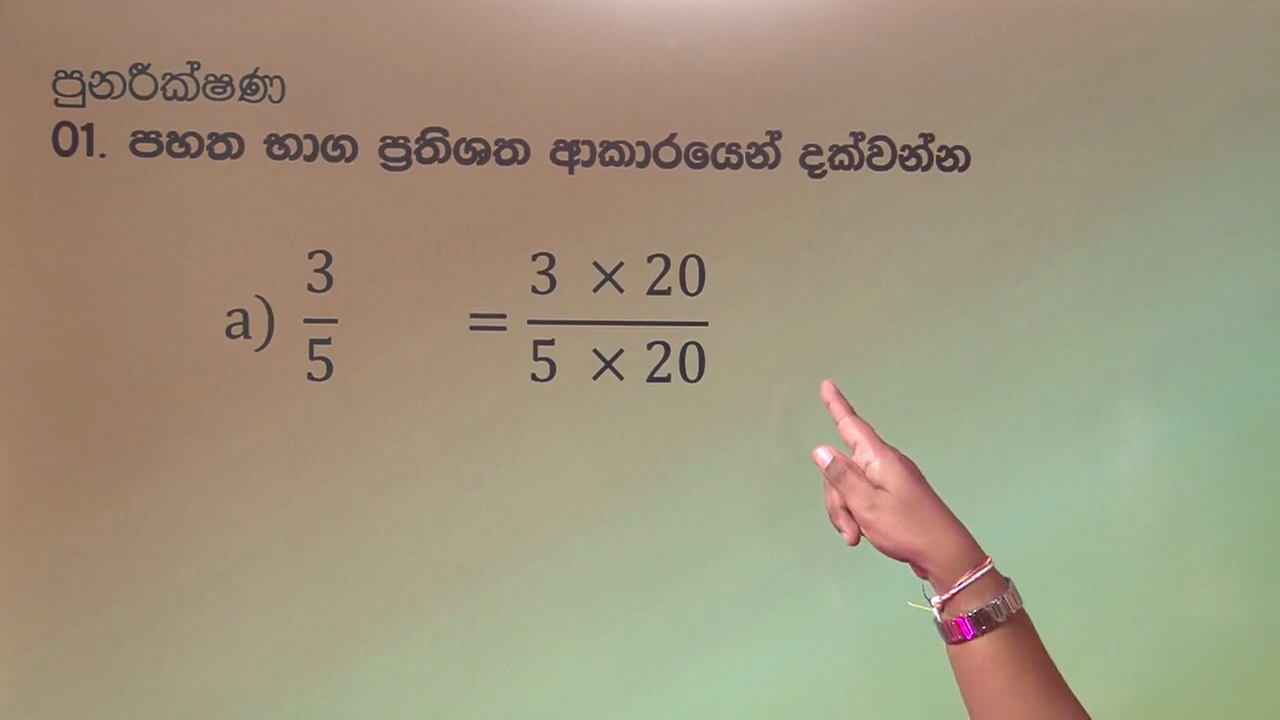 පුනරීක්ෂණ
01. පහත භාග ප්‍රතිශත ආකාරයෙන් දක්වන්න
a) 3/5 = 3 × 20 / 5 × 20